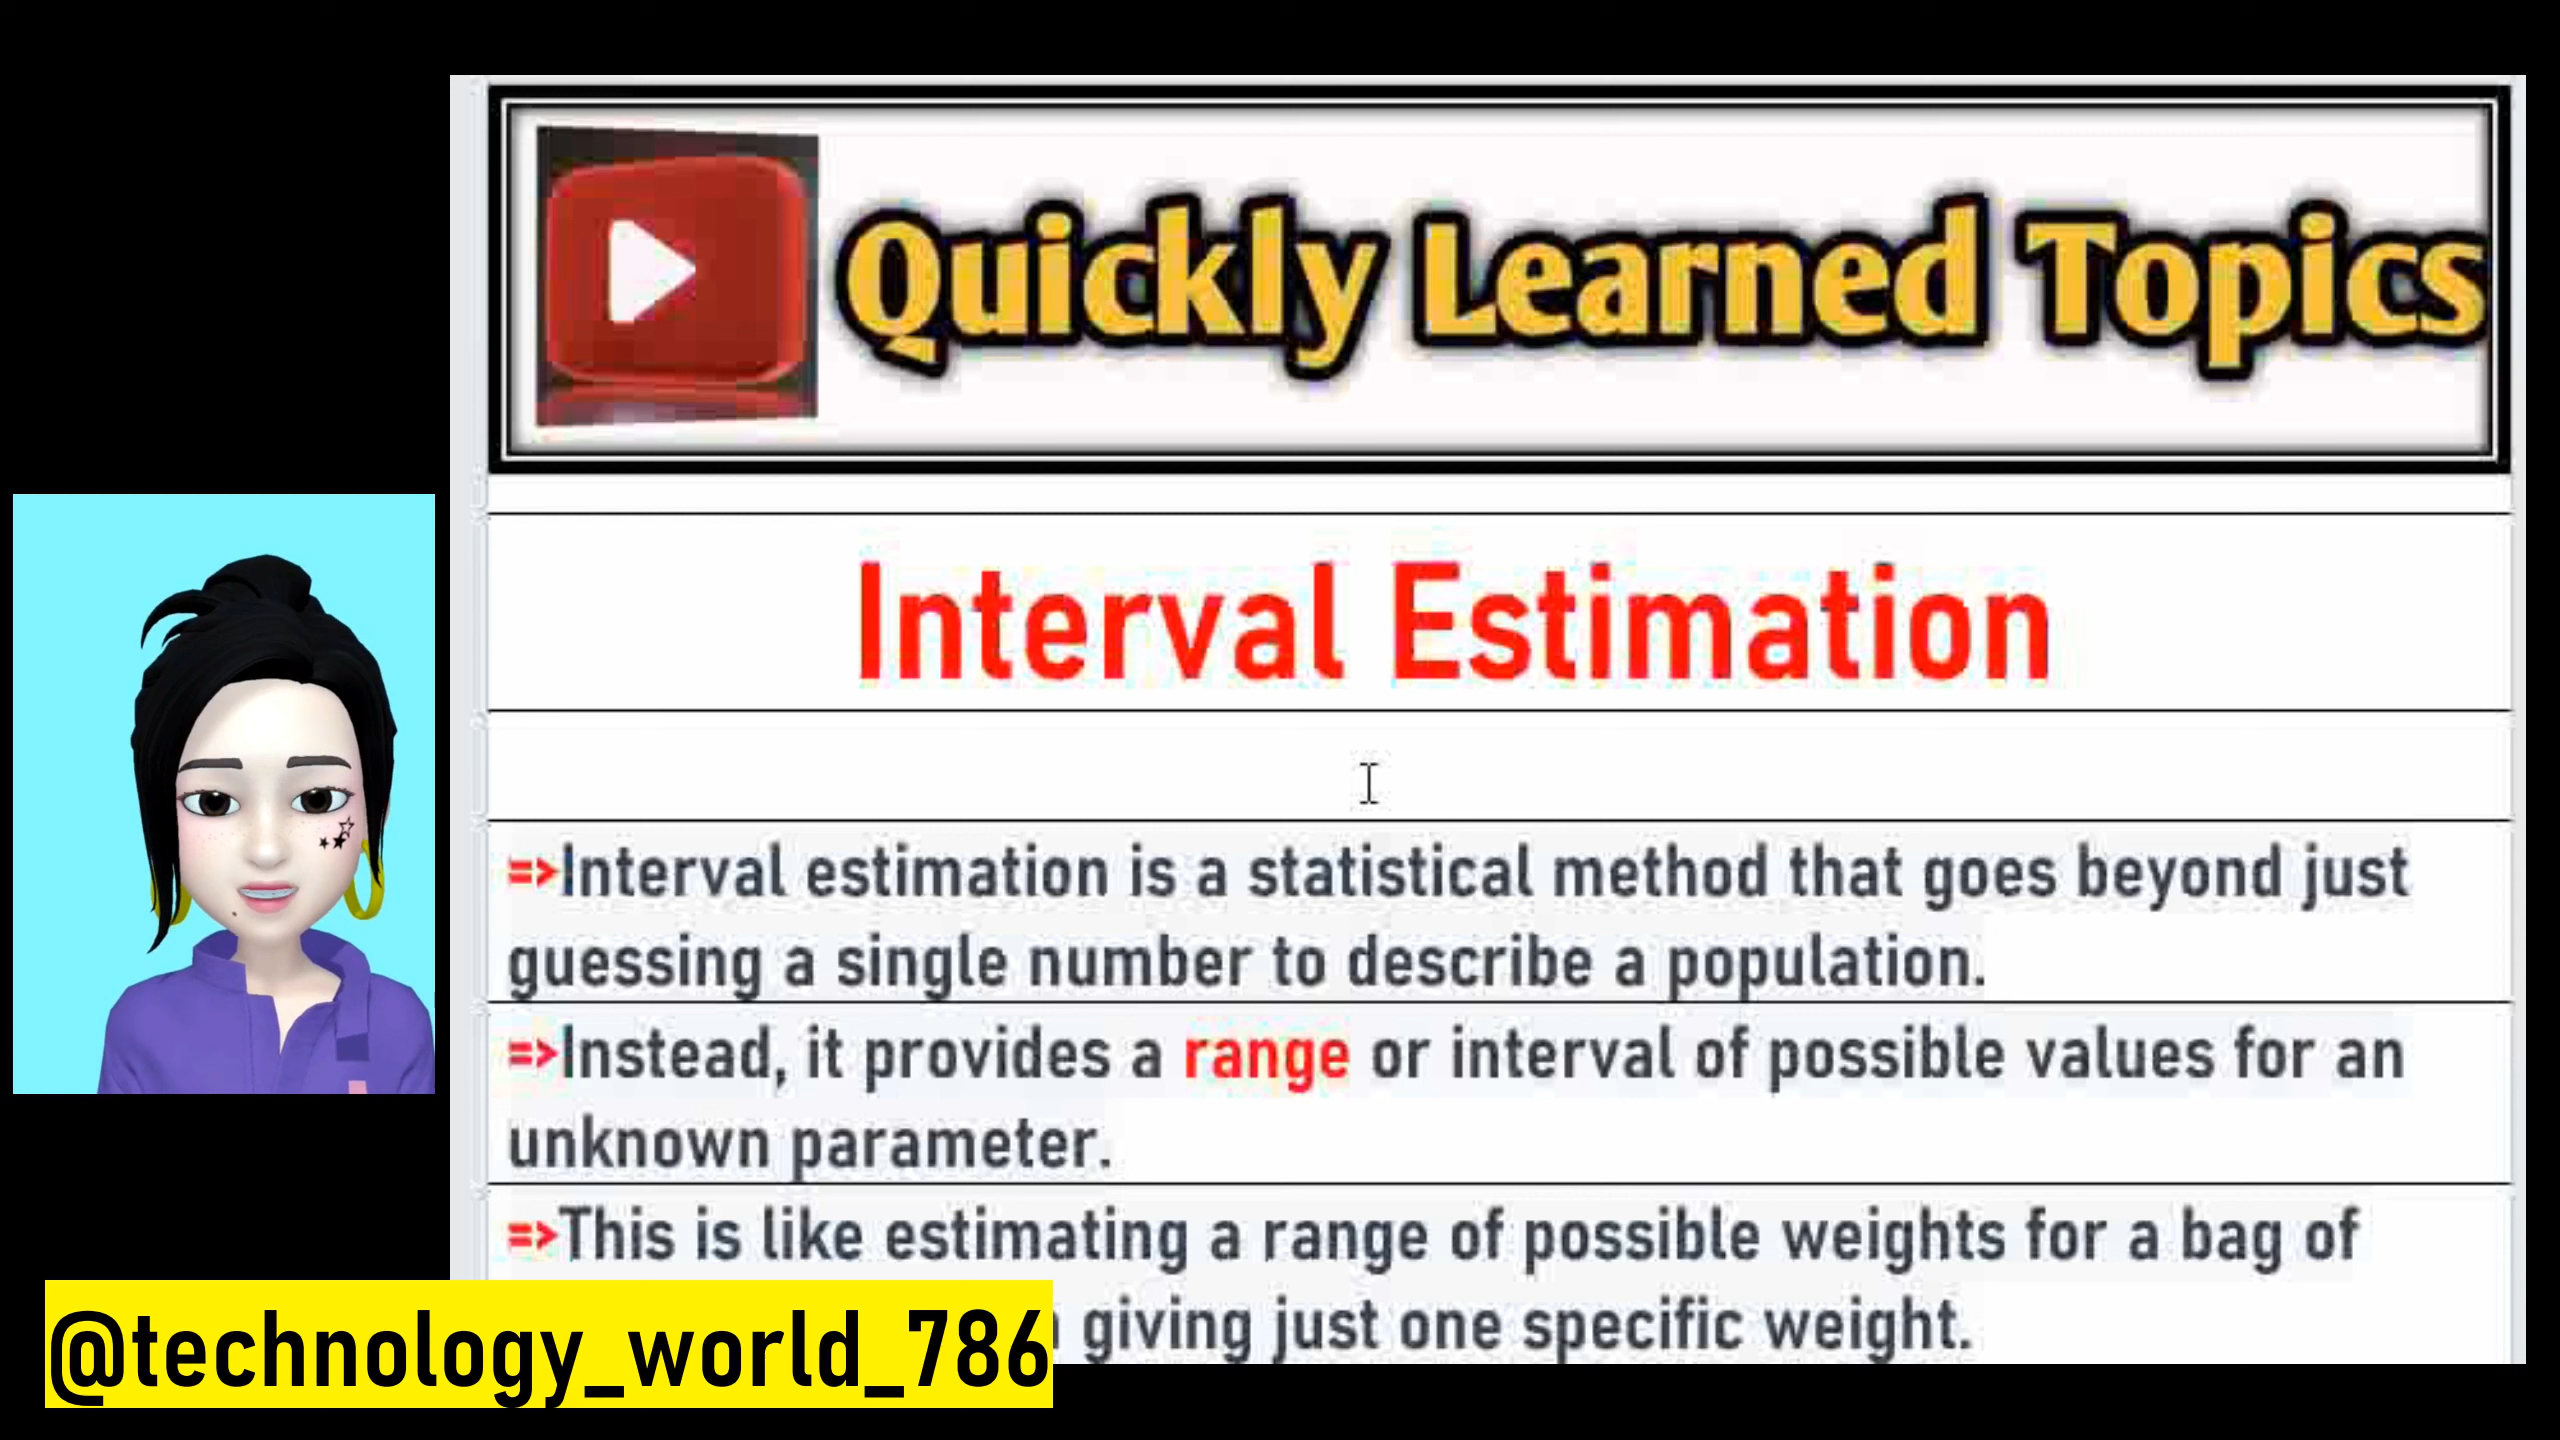 Quickly Learned Topics
Interval Estimation
=>Interval estimation is a statistical method that goes beyond just
guessing a single number to describe a population.
=>Instead, it provides a range or interval of possible values for an
unknown parameter.
=>This is like estimating a range of possible weights for a bag of
giving just one specific weight.
@technology_world_786